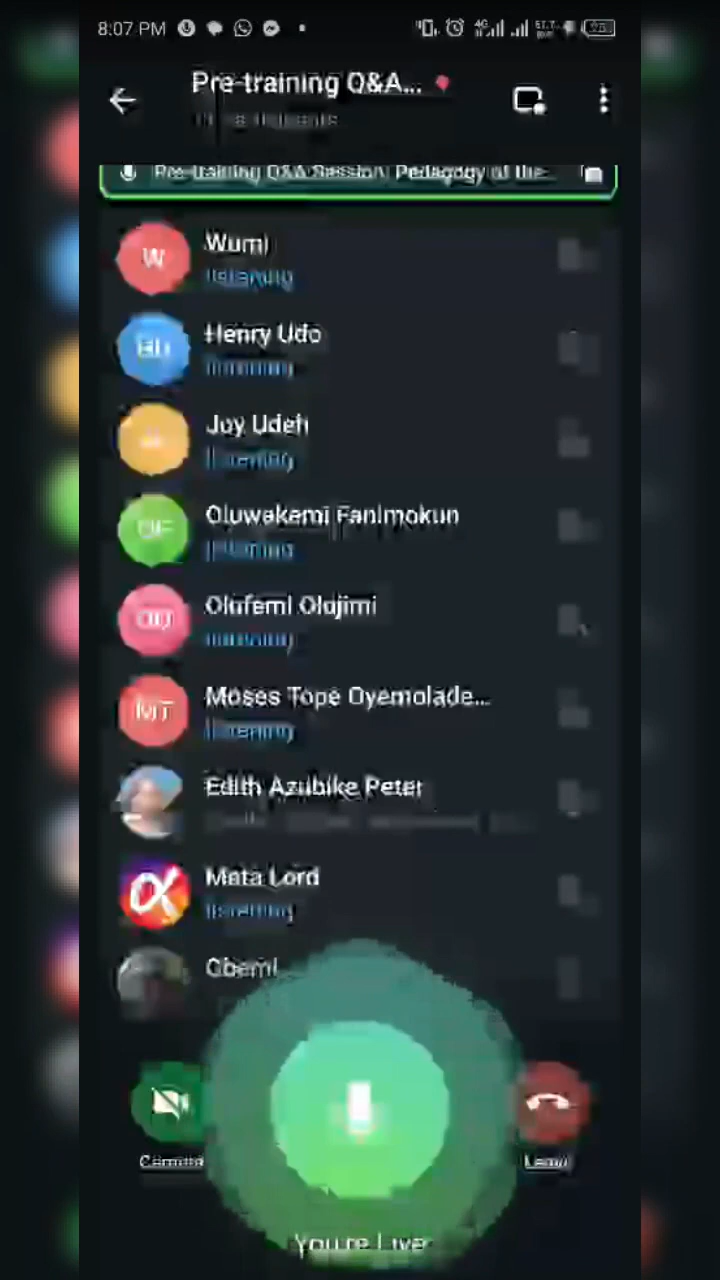 8:07 PM
Pre-training Q&A...
Pre-training Q&A Session: Pedagogy of the...
W
Wumi
listening
Henry Udo
listening
Joy Udeh
listening
OF
Oluwakemi Fanimokun
listening
OO
Olufemi Olujimi
listening
MT
Moses Tope Oyemolade...
listening
Edith Azubike Peter
Mata Lord
listening
Gbemi
Camera
Leave
You're Live